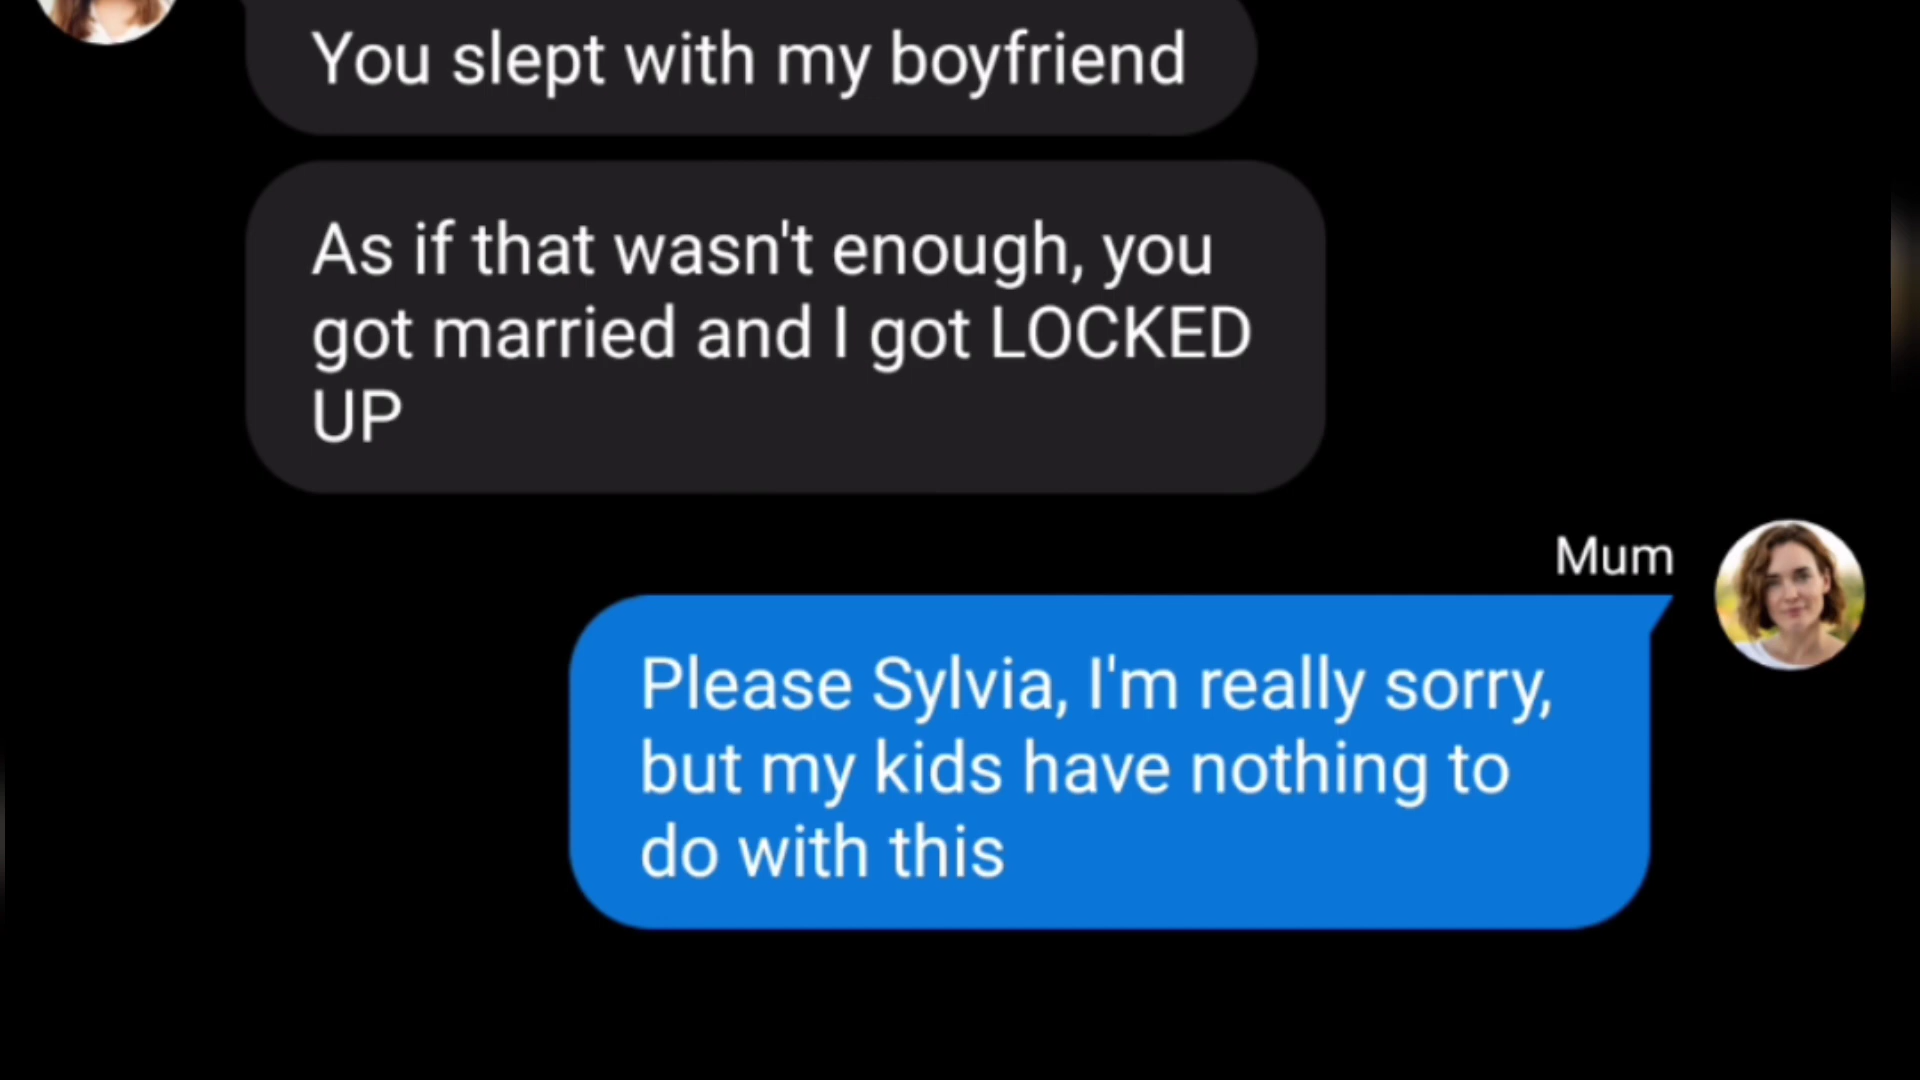 You slept with my boyfriend
As if that wasn't enough, you
got married and I got LOCKED
UP
Mum
Please Sylvia, I'm really sorry,
but my kids have nothing to
do with this